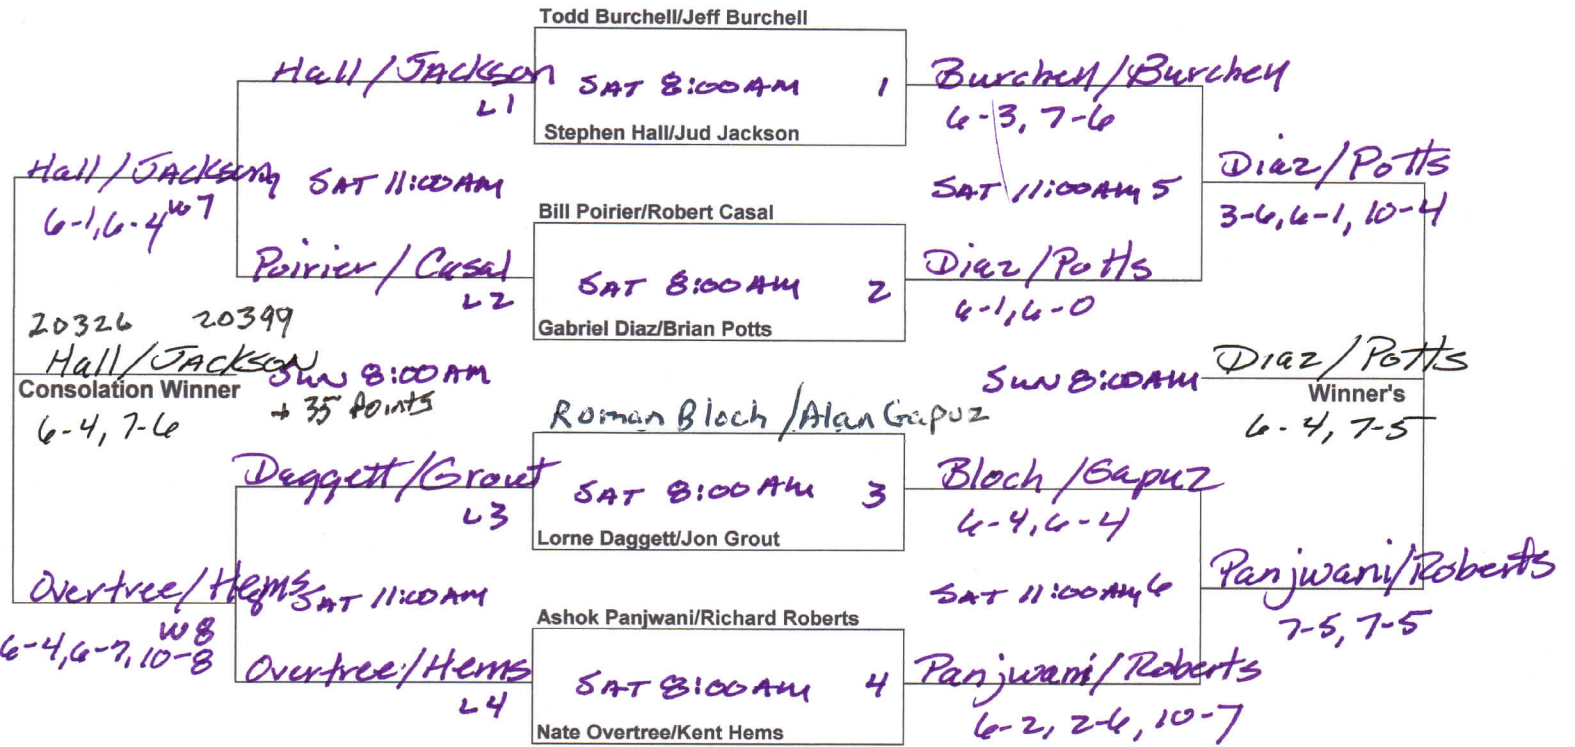 Todd Burchell/Jeff Burchell
Hall/Jackson
L1
SAT 8:00AM 1
Burchell/Burchell
6-3, 7-6
Stephen Hall/Jud Jackson
Hall/Jackson
W7
6-1, 6-4
SAT 11:00AM
SAT 11:00AM 5
Diaz/Potts
3-6, 6-1, 10-4
Bill Poirier/Robert Casal
Poirier/Casal
L2
SAT 8:00AM 2
Diaz/Potts
6-1, 6-0
Gabriel Diaz/Brian Potts
20326 20399
Hall/Jackson
Consolation Winner
6-4, 7-6
SUN 8:00AM
+ 35 Points
SUN 8:00AM
Diaz/Potts
Winner's
6-4, 7-5
Roman Bloch/Alan Gapuz
Daggett/Grout
L3
SAT 8:00AM 3
Bloch/Gapuz
6-4, 6-4
Lorne Daggett/Jon Grout
Overtree/Hems
W8
6-4, 6-7, 10-8
SAT 11:00AM
SAT 11:00AM 6
Panjwani/Roberts
7-5, 7-5
Ashok Panjwani/Richard Roberts
Overtree/Hems
L4
SAT 8:00AM 4
Panjwani/Roberts
6-2, 2-6, 10-7
Nate Overtree/Kent Hems